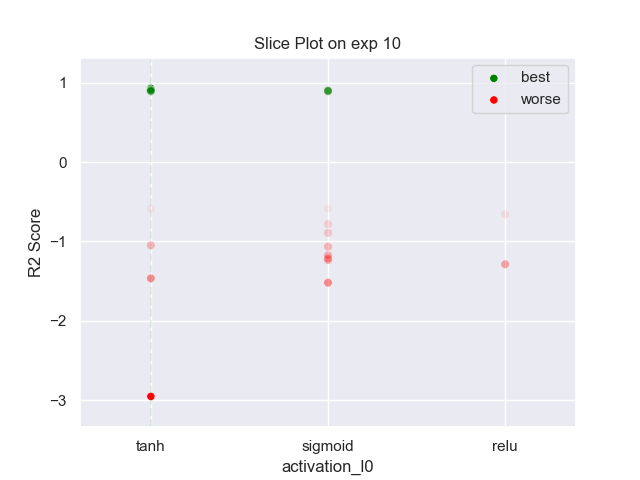 Slice Plot on exp 10
best
worse
R2 Score
1
0
−1
−2
−3
tanh
sigmoid
relu
activation_l0